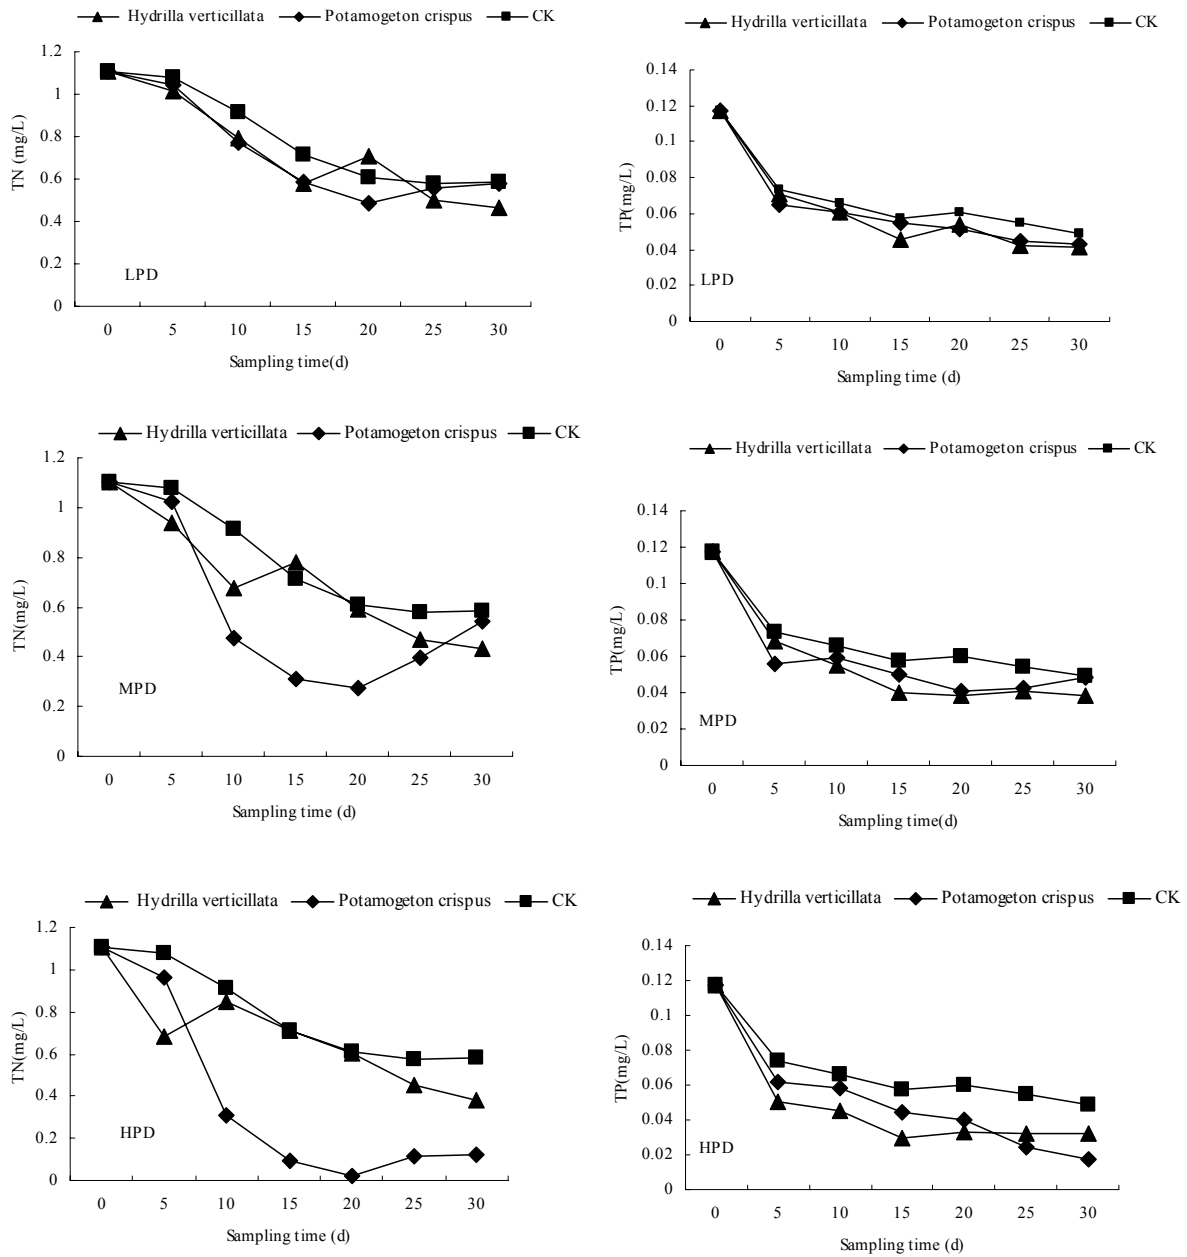 Hydrilla verticillata Potamogeton crispus CK
TN (mg/L)
1.2
1
0.8
0.6
0.4
0.2
0
LPD
0 5 10 15 20 25 30
Sampling time(d)
Hydrilla verticillata Potamogeton crispus CK
TP(mg/L)
0.14
0.12
0.1
0.08
0.06
0.04
0.02
0
LPD
0 5 10 15 20 25 30
Sampling time (d)
Hydrilla verticillata Potamogeton crispus CK
TN(mg/L)
1.2
1
0.8
0.6
0.4
0.2
0
MPD
0 5 10 15 20 25 30
Sampling time (d)
Hydrilla verticillata Potamogeton crispus CK
TP(mg/L)
0.14
0.12
0.1
0.08
0.06
0.04
0.02
0
MPD
0 5 10 15 20 25 30
Sampling time(d)
Hydrilla verticillata Potamogeton crispus CK
TN(mg/L)
1.2
1
0.8
0.6
0.4
0.2
0
HPD
0 5 10 15 20 25 30
Sampling time (d)
Hydrilla verticillata Potamogeton crispus CK
TP(mg/L)
0.14
0.12
0.1
0.08
0.06
0.04
0.02
0
HPD
0 5 10 15 20 25 30
Sampling time (d)